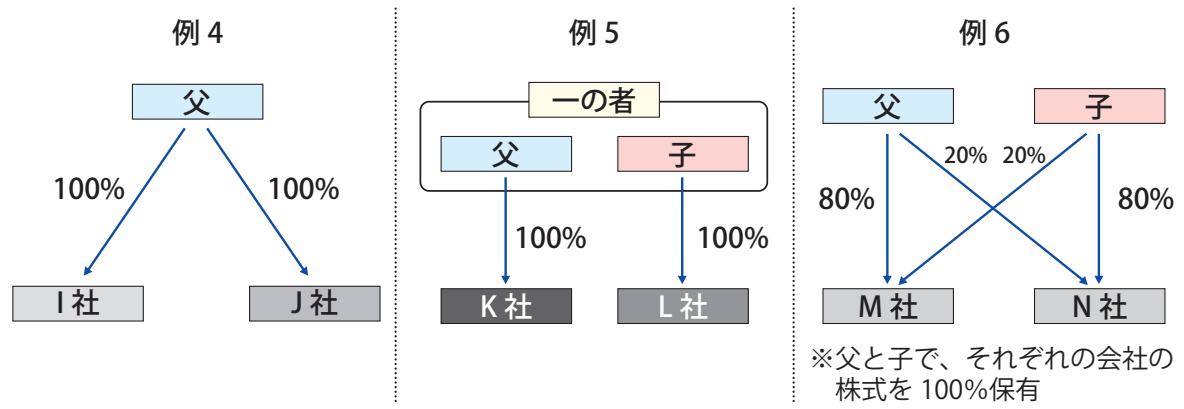 例 4
父
100%
100%
I 社
J 社
例 5
一の者
父
子
100%
100%
K 社
L 社
例 6
父
子
20%
20%
80%
80%
M 社
N 社
※父と子で、それぞれの会社の
株式を 100%保有